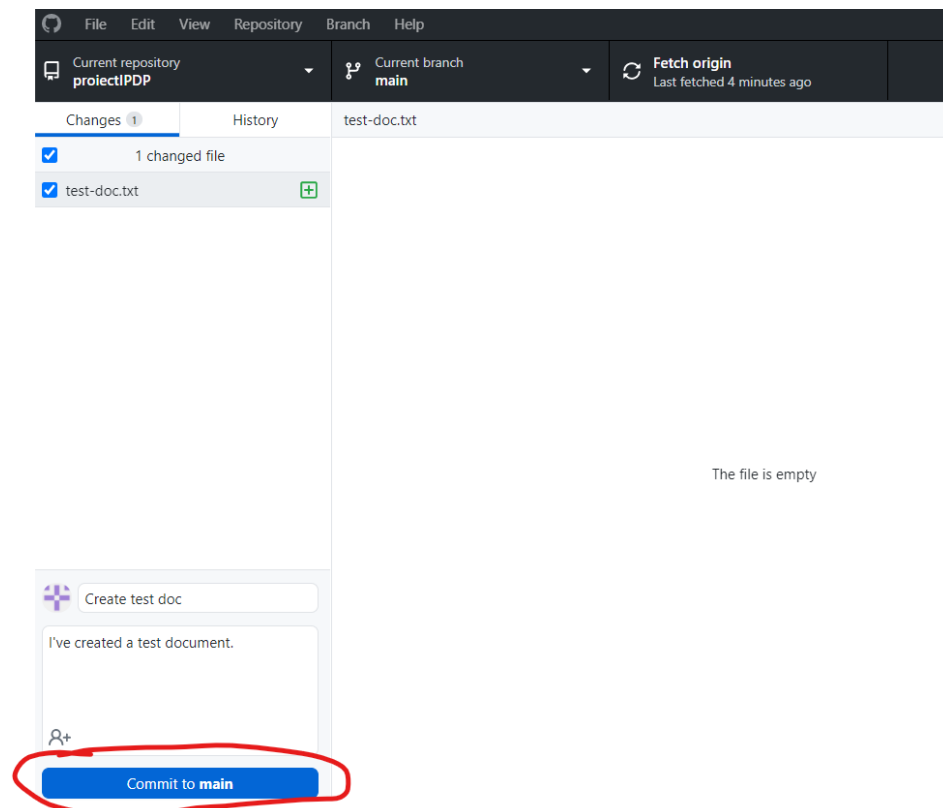 File Edit View Repository Branch Help
Current repository
proiectIPDP
Current branch
main
Fetch origin
Last fetched 4 minutes ago
Changes 1
History
test-doc.txt
1 changed file
test-doc.txt
The file is empty
Create test doc
I've created a test document.
Commit to main